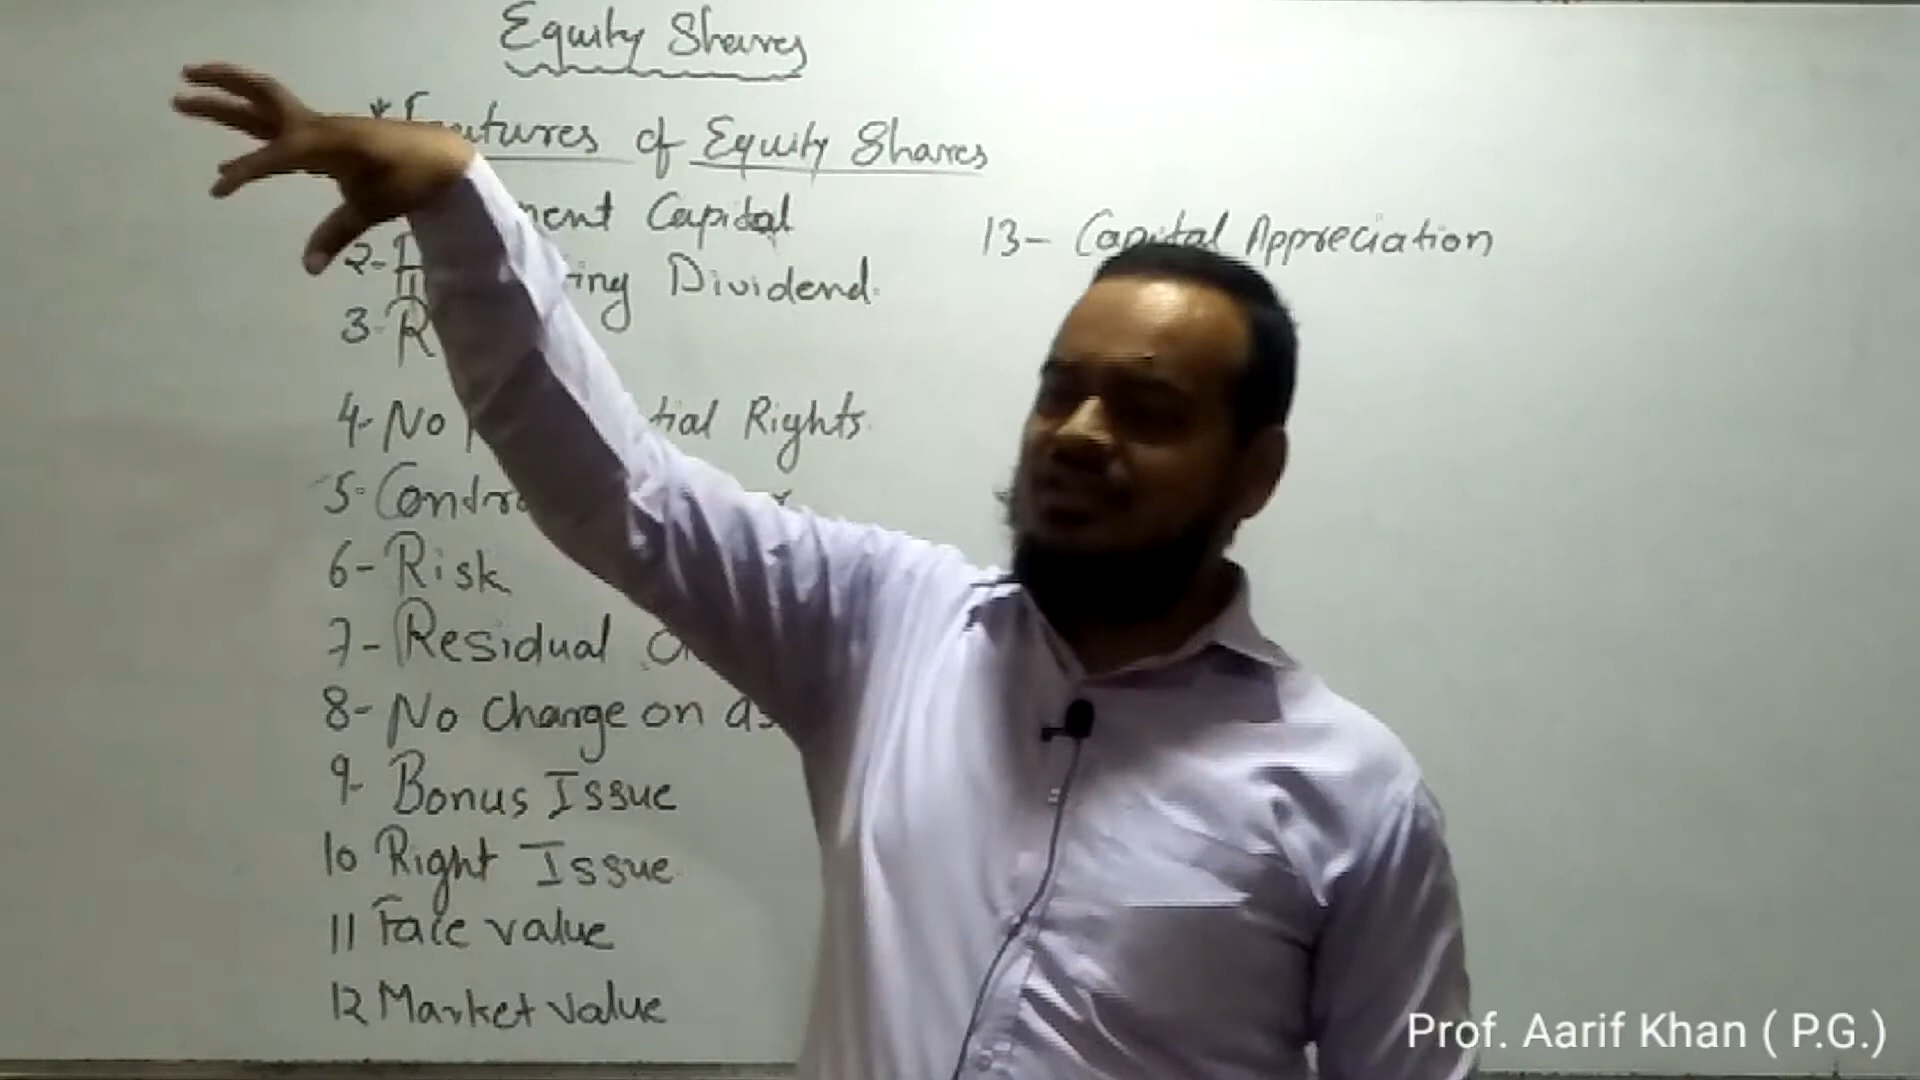 Equity Shares
* Features of Equity Shares
Capital
2- Dividend.
3-
4- No Rights.
5-
6- Risk
7- Residual
8- No Charge on
9- Bonus Issue
10 Right Issue
11 Face value
12 Market value
13- Capital Appreciation
Prof. Aarif Khan ( P.G.)